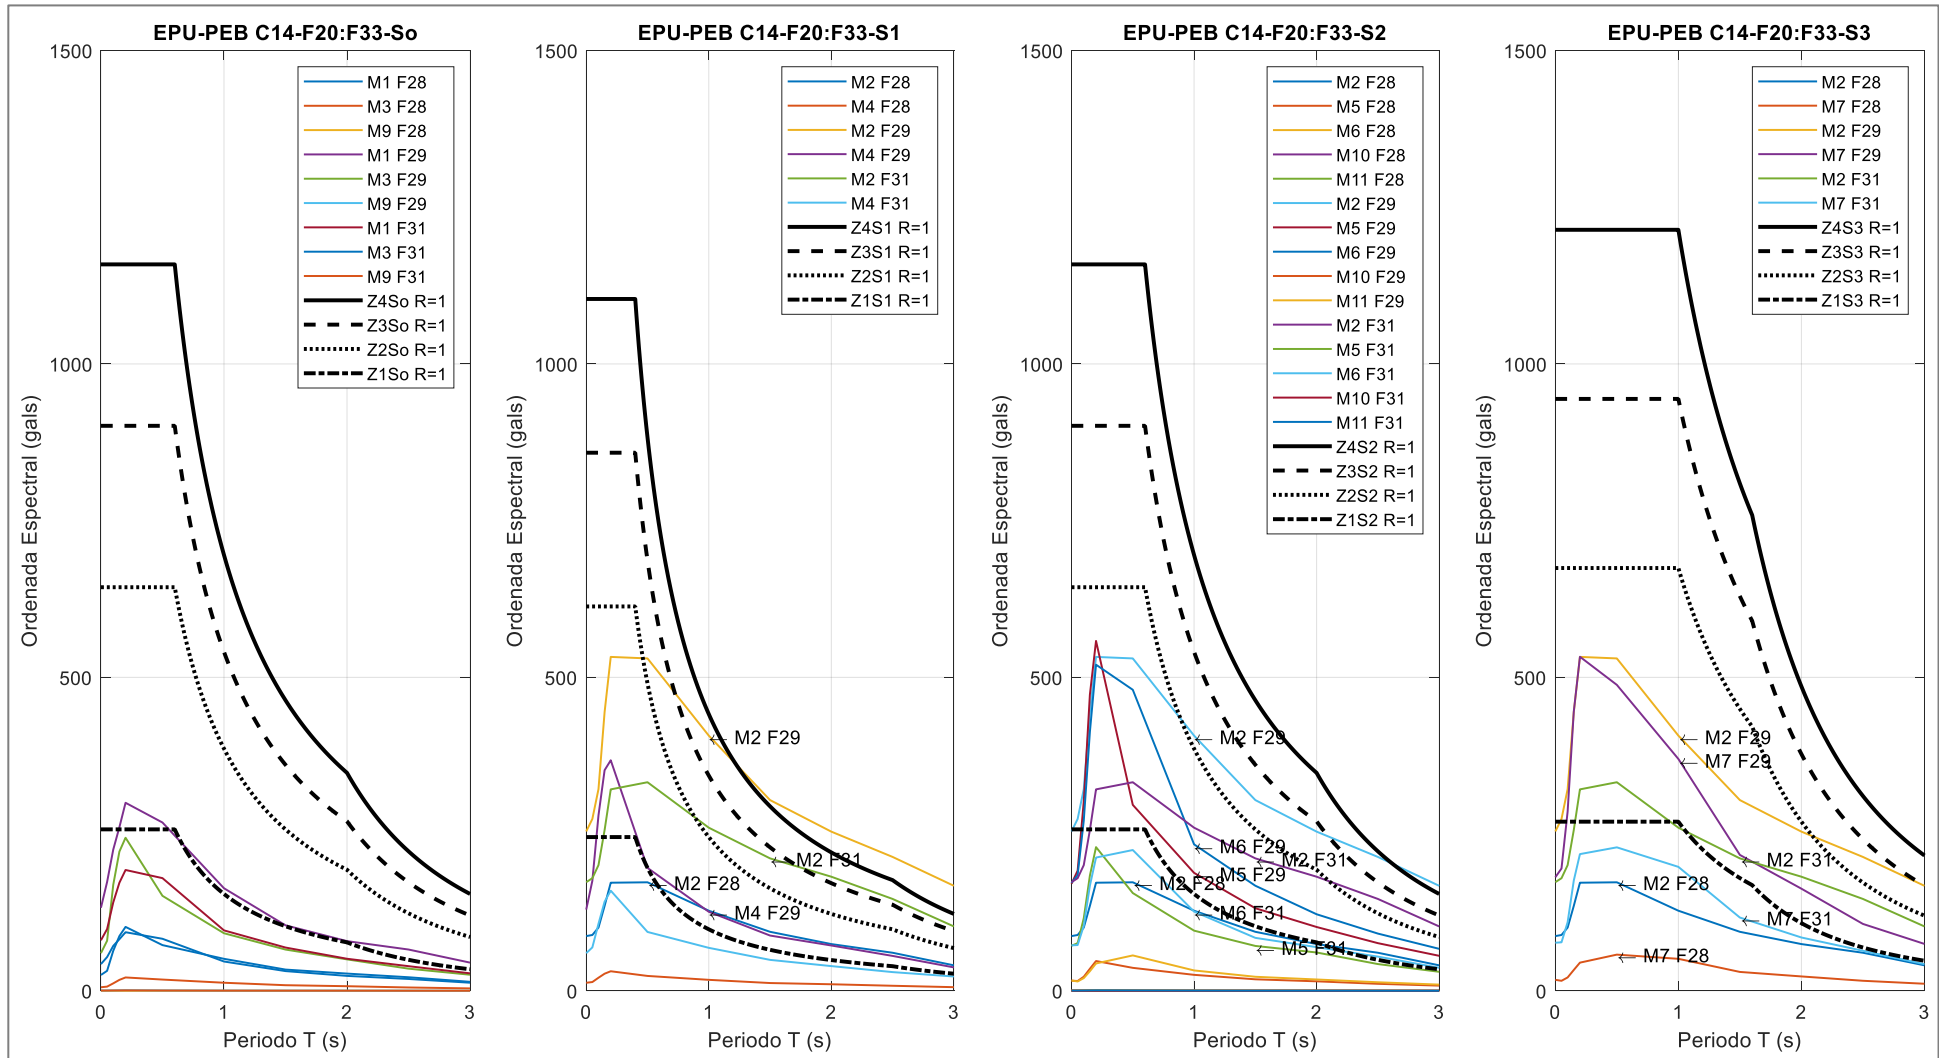 EPU-PEB C14-F20:F33-So
1500
1000
500
0
0 1 2 3
Ordenada Espectral (gals)
Periodo T (s)
M1 F28
M3 F28
M9 F28
M1 F29
M3 F29
M9 F29
M1 F31
M3 F31
M9 F31
Z4So R=1
Z3So R=1
Z2So R=1
Z1So R=1
EPU-PEB C14-F20:F33-S1
1500
1000
500
0
0 1 2 3
Ordenada Espectral (gals)
Periodo T (s)
M2 F28
M4 F28
M2 F29
M4 F29
M2 F31
M4 F31
Z4S1 R=1
Z3S1 R=1
Z2S1 R=1
Z1S1 R=1
← M2 F29
← M2 F31
← M2 F28
← M4 F29
EPU-PEB C14-F20:F33-S2
1500
1000
500
0
0 1 2 3
Ordenada Espectral (gals)
Periodo T (s)
M2 F28
M5 F28
M6 F28
M10 F28
M11 F28
M2 F29
M5 F29
M6 F29
M10 F29
M11 F29
M2 F31
M5 F31
M6 F31
M10 F31
M11 F31
Z4S2 R=1
Z3S2 R=1
Z2S2 R=1
Z1S2 R=1
← M2 F29
← M6 F29
← M2 F31
← M5 F29
← M2 F28
← M6 F31
← M5 F31
EPU-PEB C14-F20:F33-S3
1500
1000
500
0
0 1 2 3
Ordenada Espectral (gals)
Periodo T (s)
M2 F28
M7 F28
M2 F29
M7 F29
M2 F31
M7 F31
Z4S3 R=1
Z3S3 R=1
Z2S3 R=1
Z1S3 R=1
← M2 F29
← M7 F29
← M2 F31
← M2 F28
← M7 F31
← M7 F28